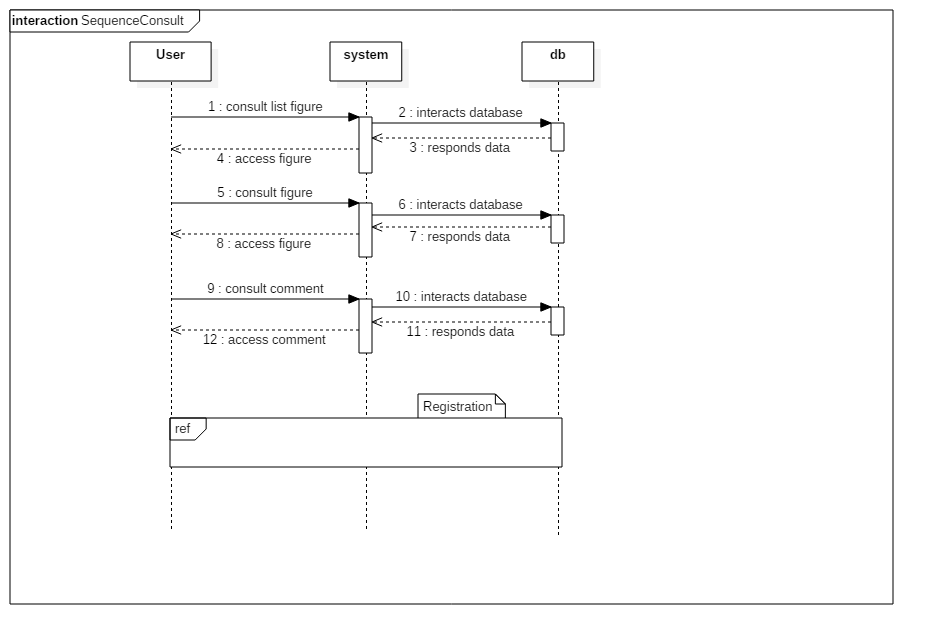 interaction SequenceConsult
User
system
db
1 : consult list figure
2 : interacts database
3 : responds data
4 : access figure
5 : consult figure
6 : interacts database
7 : responds data
8 : access figure
9 : consult comment
10 : interacts database
11 : responds data
12 : access comment
Registration
ref